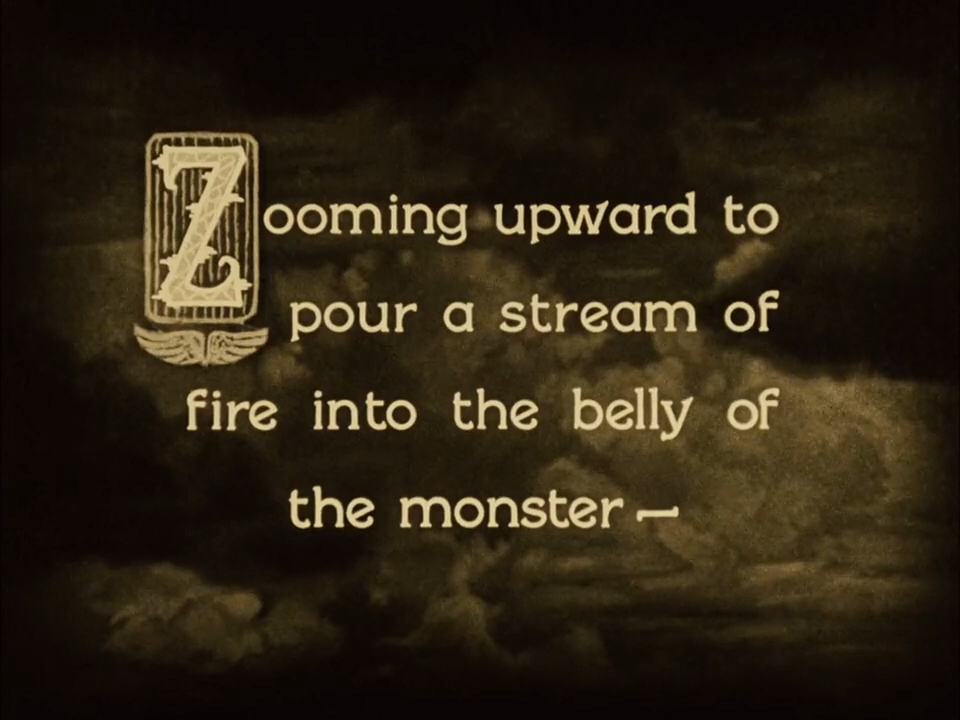 Zooming upward to
pour a stream of
fire into the belly of
the monster—